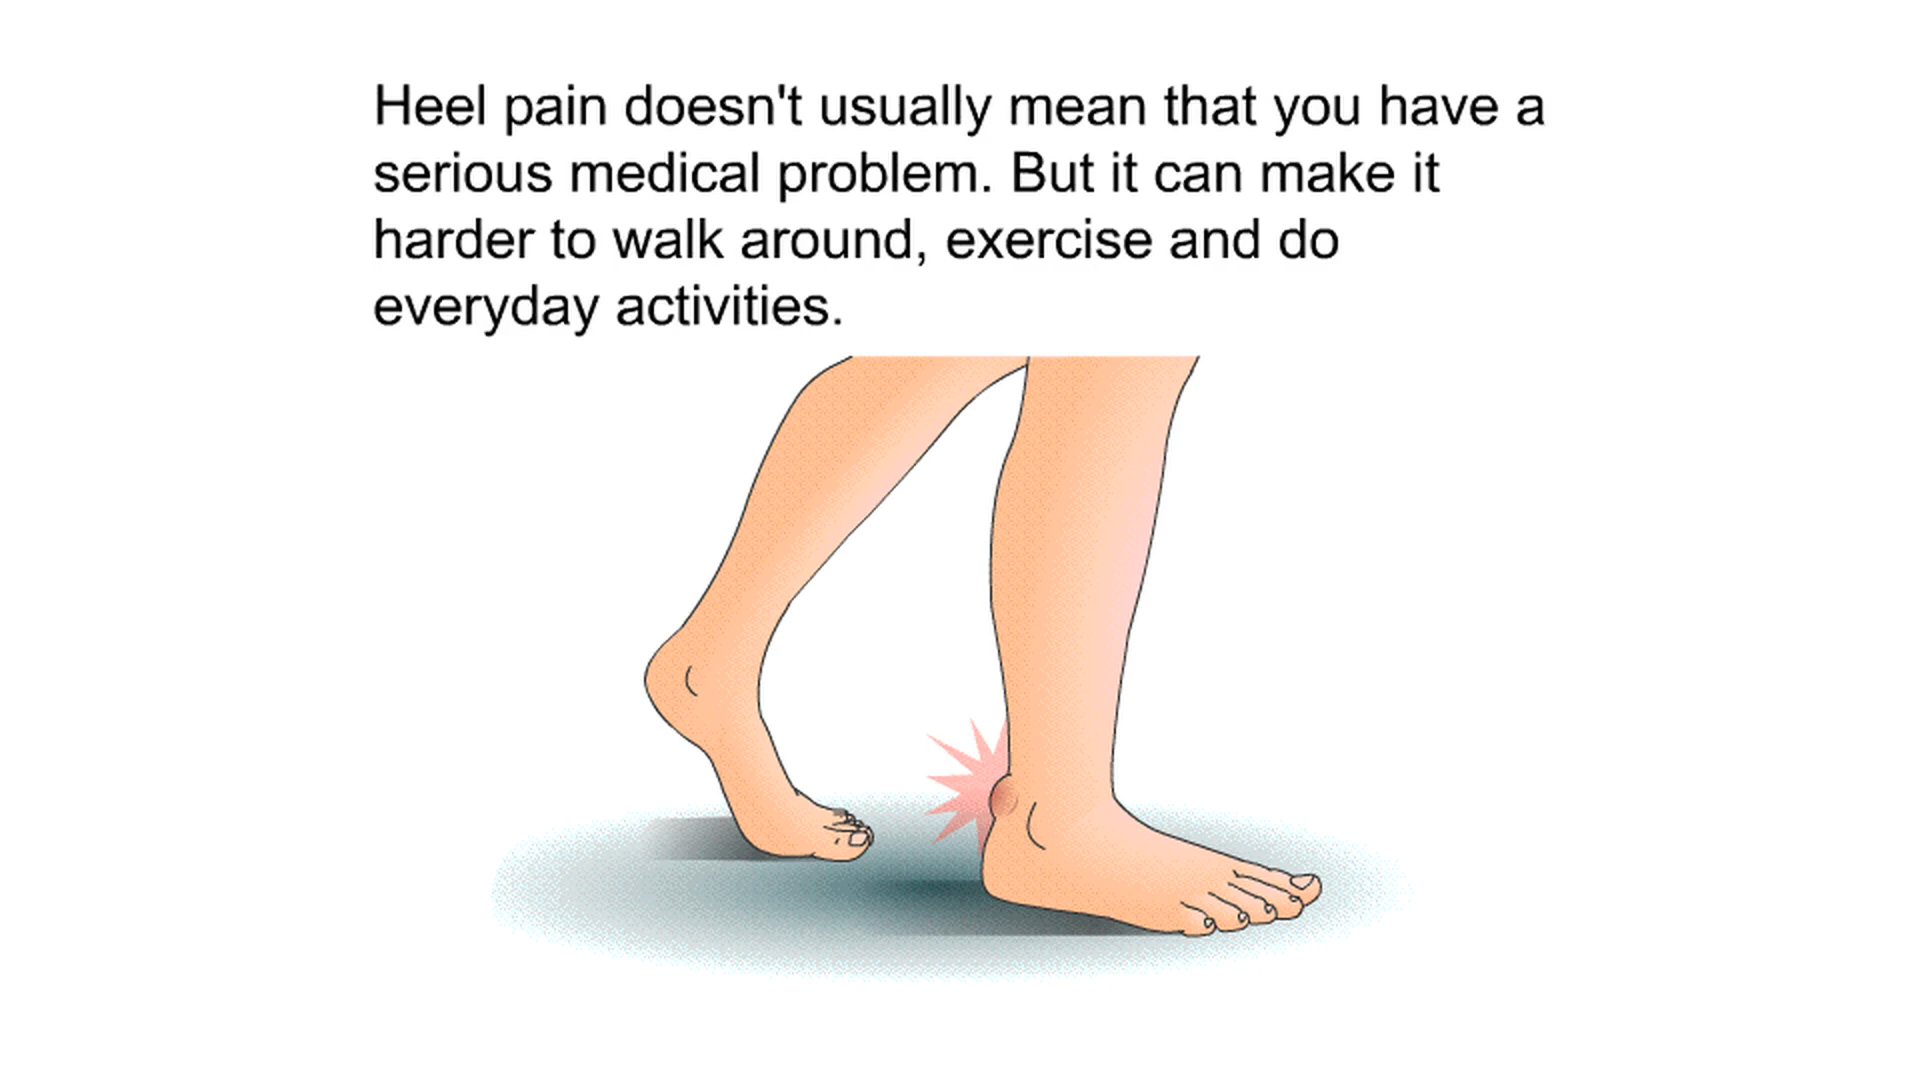 Heel pain doesn't usually mean that you have a
serious medical problem. But it can make it
harder to walk around, exercise and do
everyday activities.